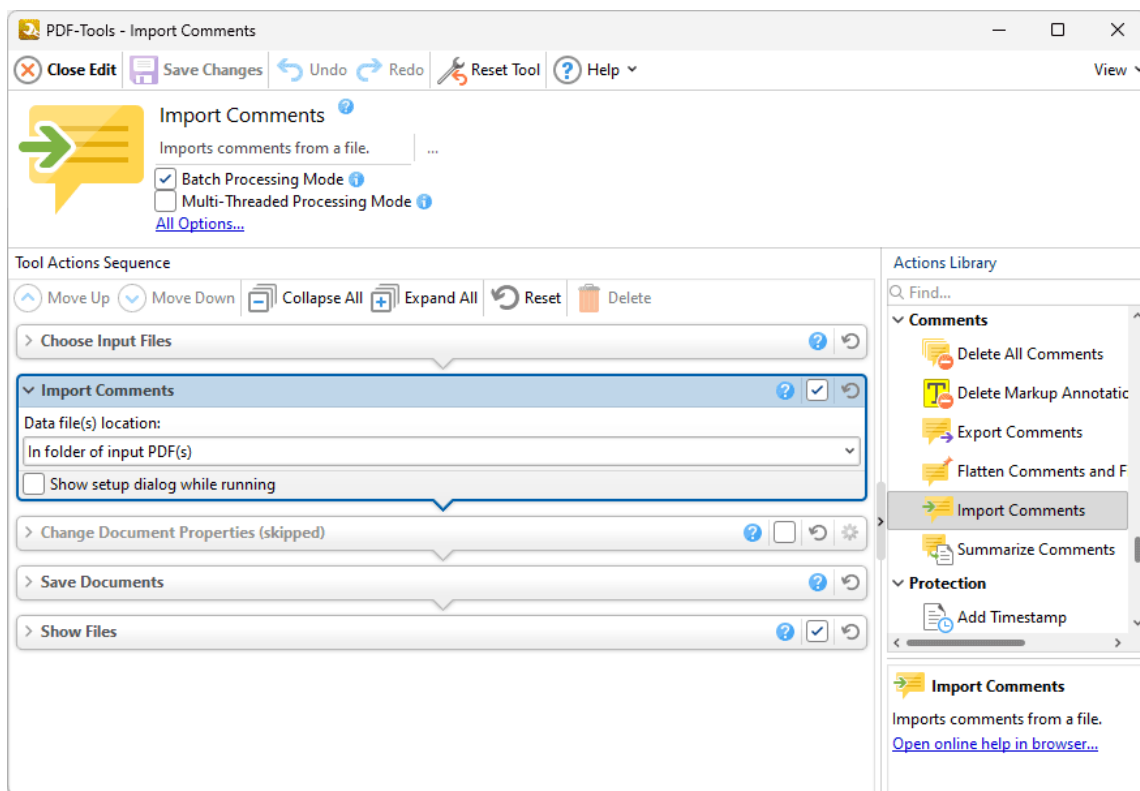 PDF-Tools - Import Comments
Close Edit Save Changes Undo Redo Reset Tool ? Help View
Import Comments ?
Imports comments from a file. ...
Batch Processing Mode i
Multi-Threaded Processing Mode i
All Options...
Tool Actions Sequence
Move Up Move Down Collapse All Expand All Reset Delete
Choose Input Files ?
Import Comments ?
Data file(s) location:
In folder of input PDF(s)
Show setup dialog while running
Change Document Properties (skipped) ?
Save Documents ?
Show Files ?
Actions Library
Find...
Comments
Delete All Comments
T Delete Markup Annotatic
Export Comments
Flatten Comments and F
Import Comments
Summarize Comments
Protection
Add Timestamp
Import Comments
Imports comments from a file.
Open online help in browser...